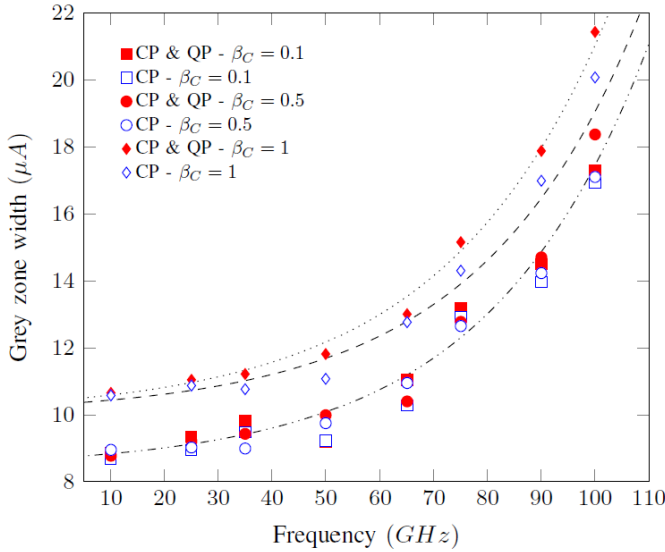 22
20
18
16
14
12
10
8
Grey zone width (μA)
CP & QP - β_C = 0.1
CP - β_C = 0.1
CP & QP - β_C = 0.5
CP - β_C = 0.5
CP & QP - β_C = 1
CP - β_C = 1
10 20 30 40 50 60 70 80 90 100 110
Frequency (GHz)